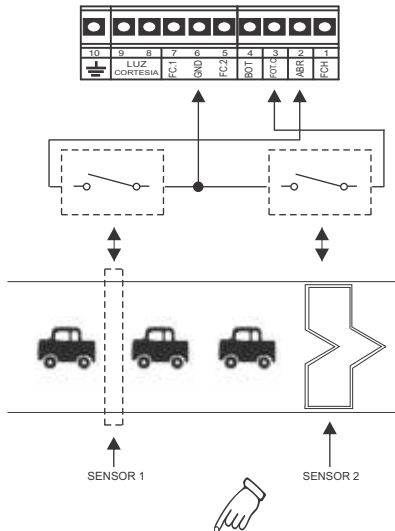 10 9 8 7 6 5 4 3 2 1
LUZ
CORTESIA
FC.1
GND
FC.2
BOT
FOT.C
ABR
FCH
SENSOR 1
SENSOR 2